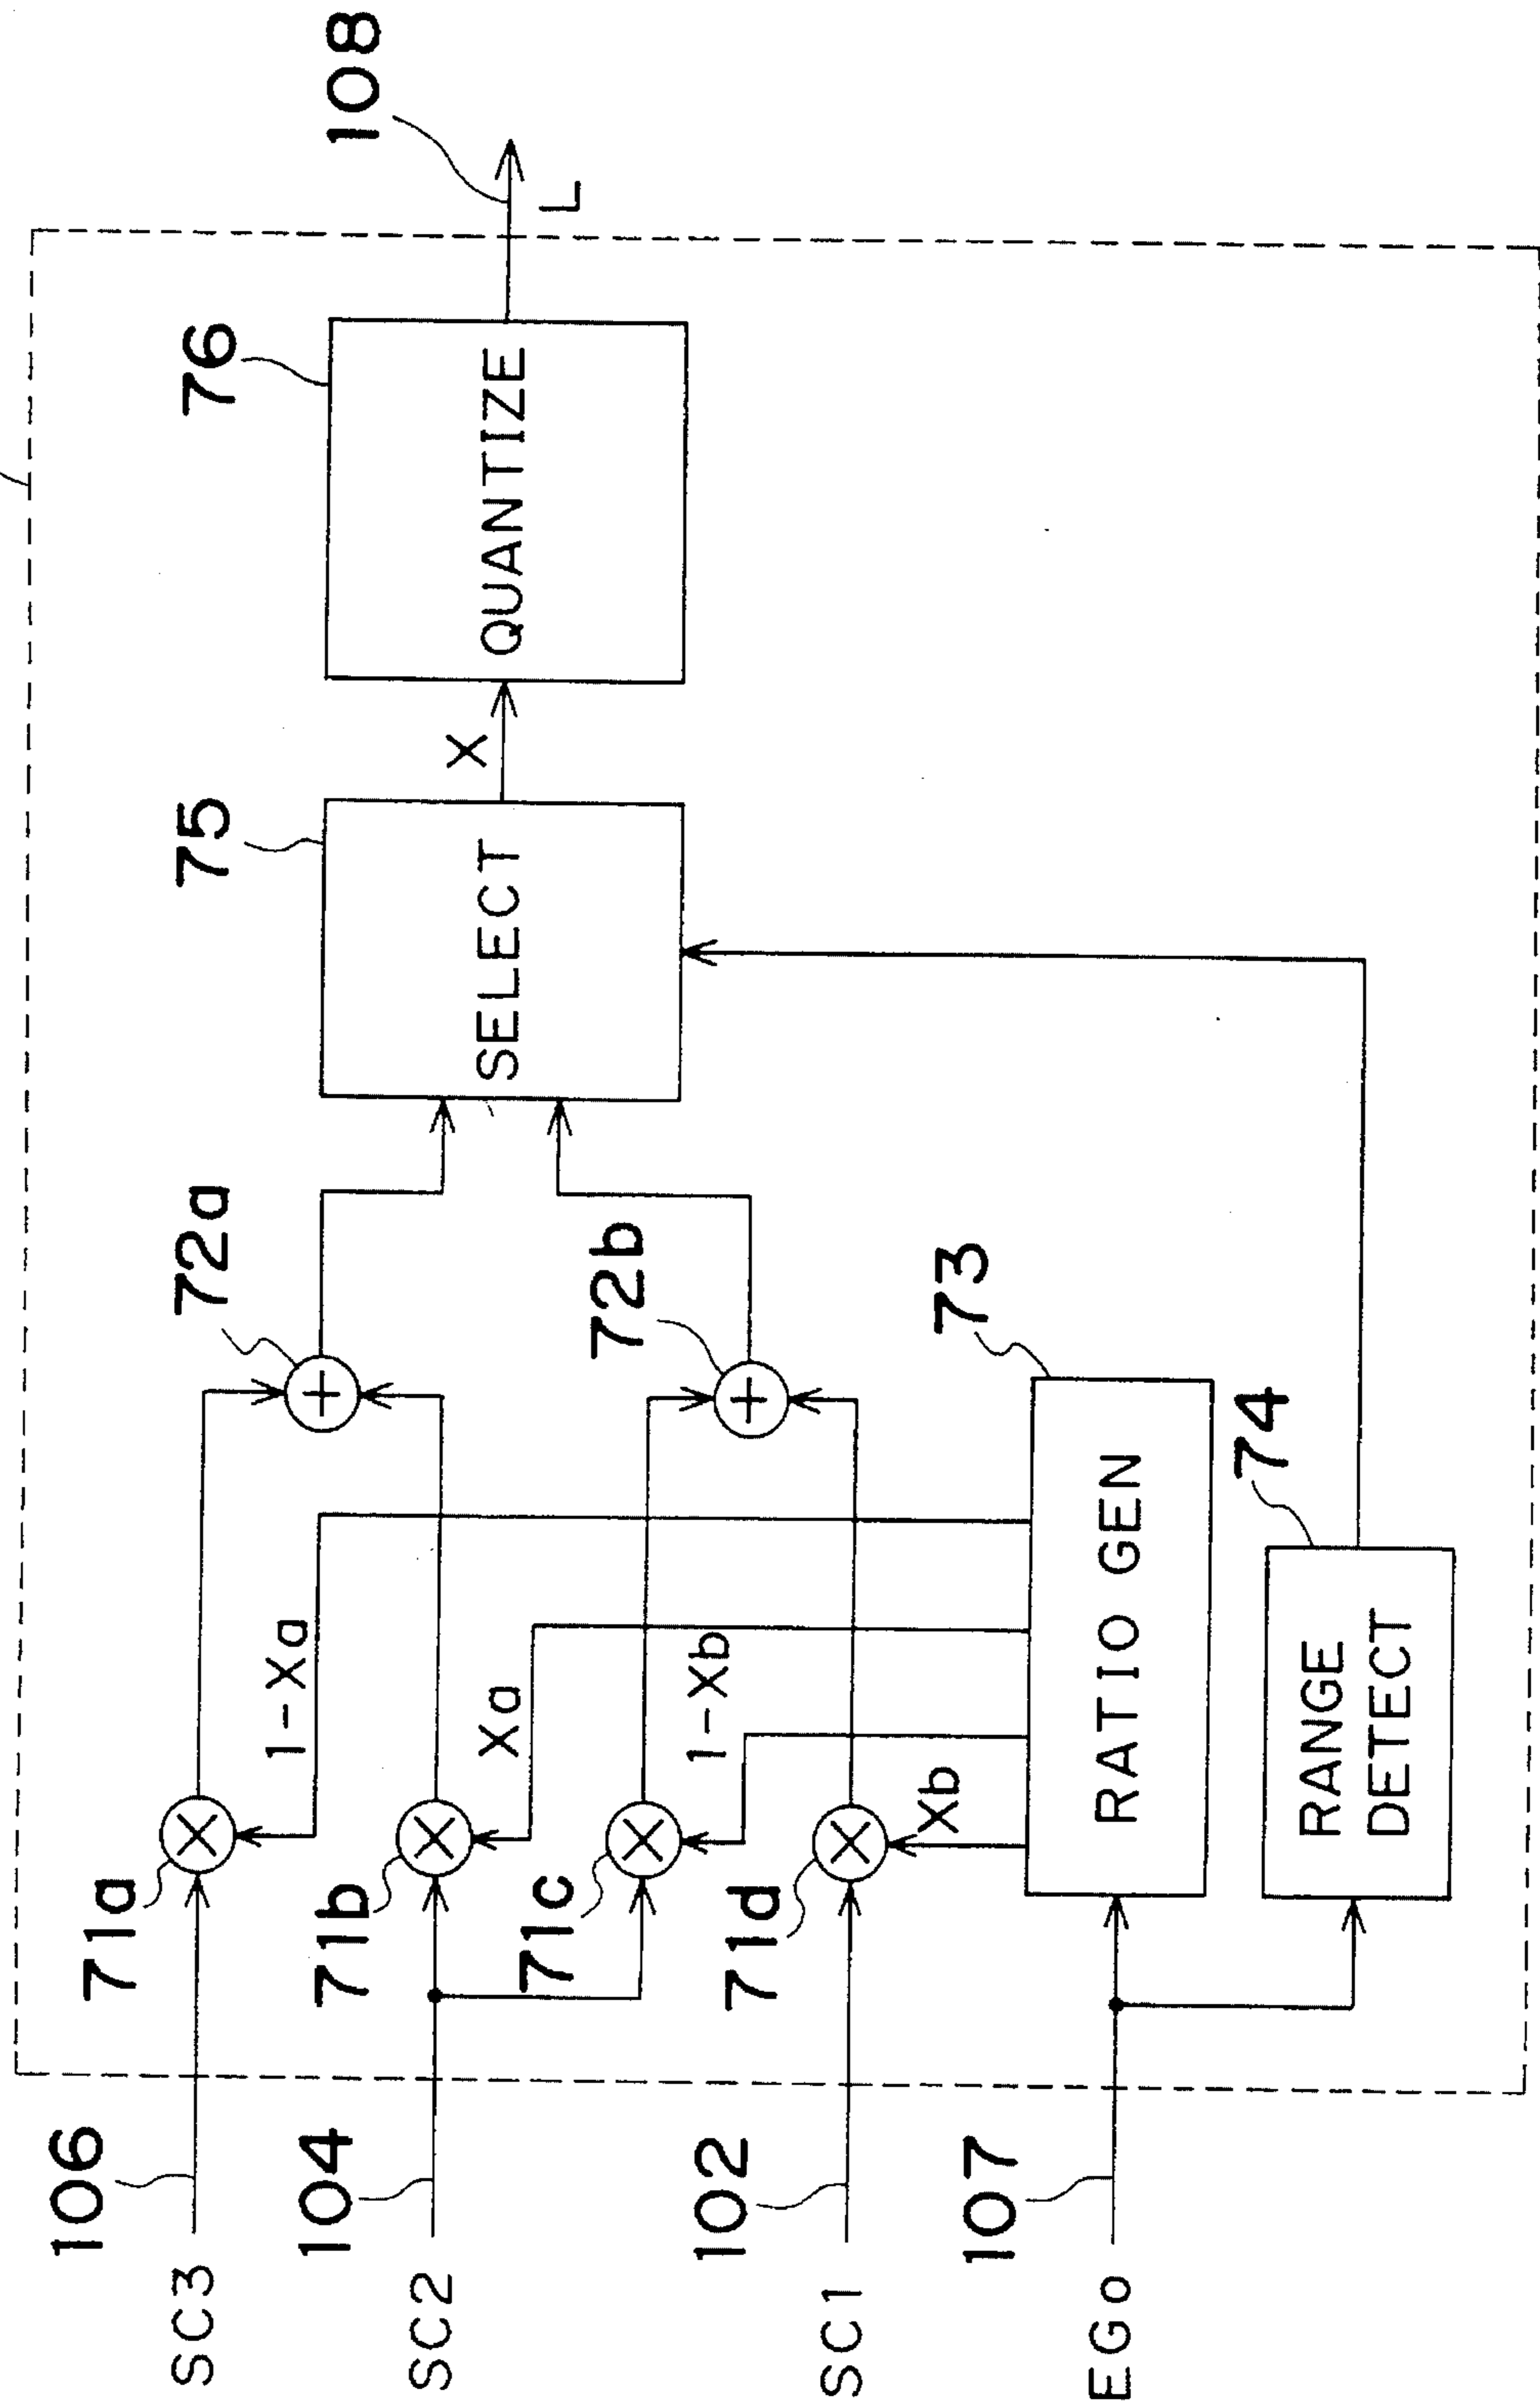 106
SC3
71a
1-Xa
72a
75
76
108
104
SC2
71b
Xa
SELECT
X
QUANTIZE
L
71c
1-Xb
72b
102
SC1
71d
Xb
73
107
EGo
RATIO GEN
74
RANGE
DETECT